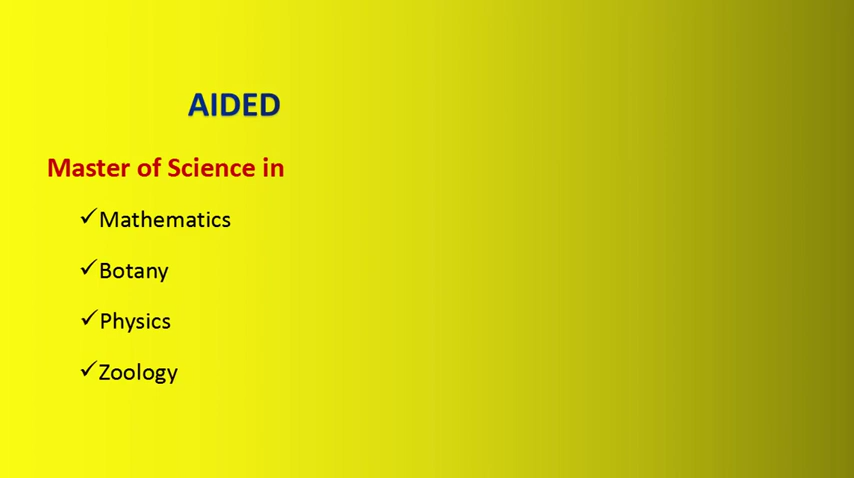 AIDED
Master of Science in
✓Mathematics
✓Botany
✓Physics
✓Zoology